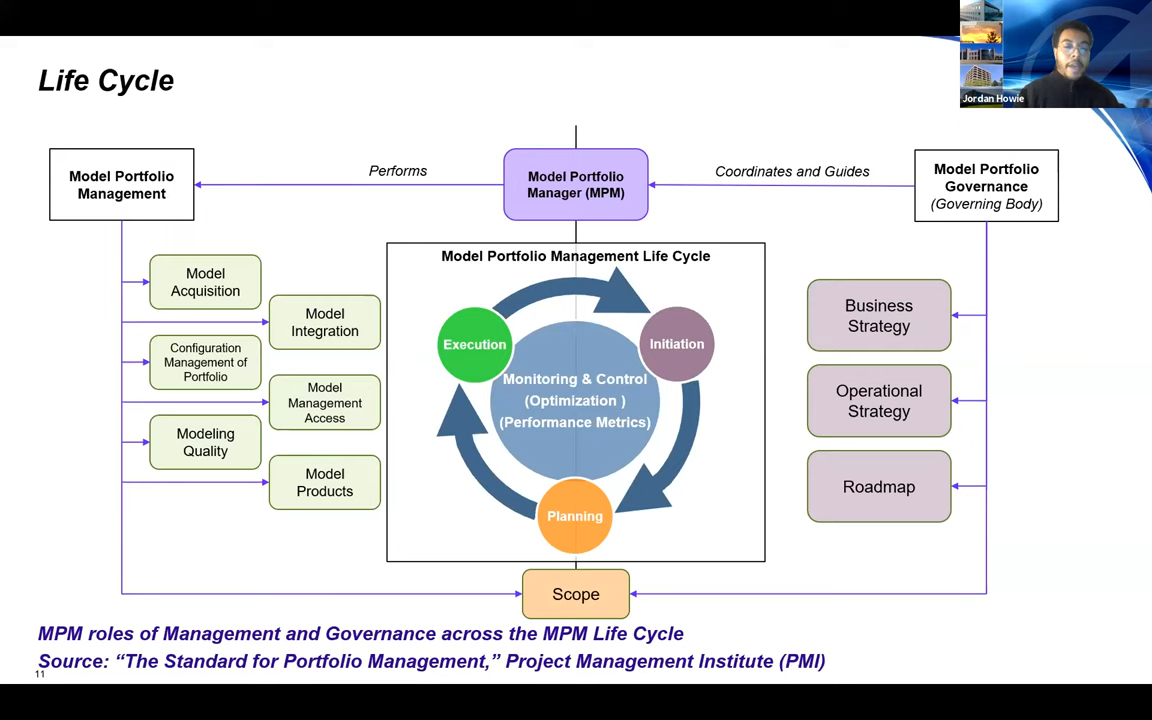 Jordan Howie
Life Cycle
Model Portfolio
Management
Performs
Model Portfolio
Manager (MPM)
Coordinates and Guides
Model Portfolio
Governance
(Governing Body)
Model
Acquisition
Model
Integration
Configuration
Management of
Portfolio
Model
Management
Access
Modeling
Quality
Model
Products
Model Portfolio Management Life Cycle
Execution
Initiation
Monitoring & Control
(Optimization )
(Performance Metrics)
Planning
Business
Strategy
Operational
Strategy
Roadmap
Scope
MPM roles of Management and Governance across the MPM Life Cycle
Source: “The Standard for Portfolio Management,” Project Management Institute (PMI)
11